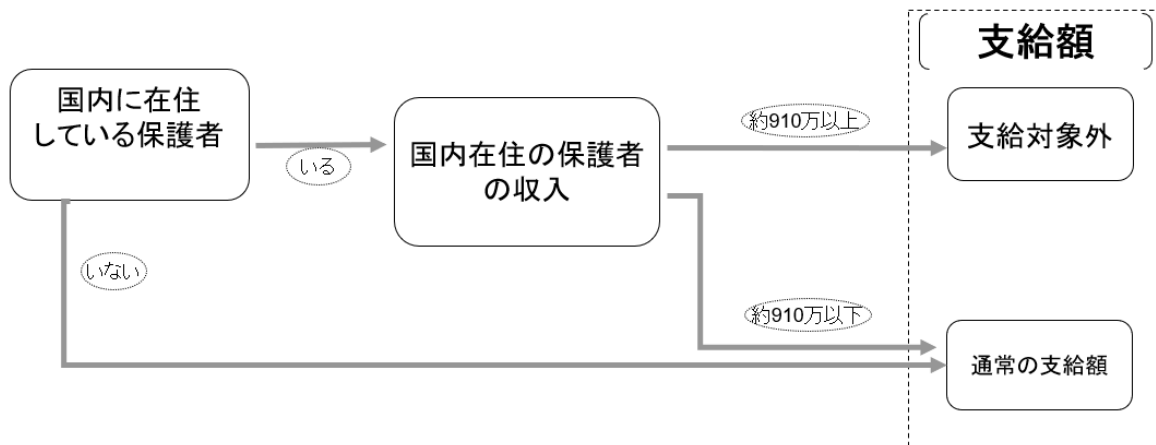 支給額
国内に在住
している保護者
いる
国内在住の保護者
の収入
約910万以上
支給対象外
いない
約910万以下
通常の支給額